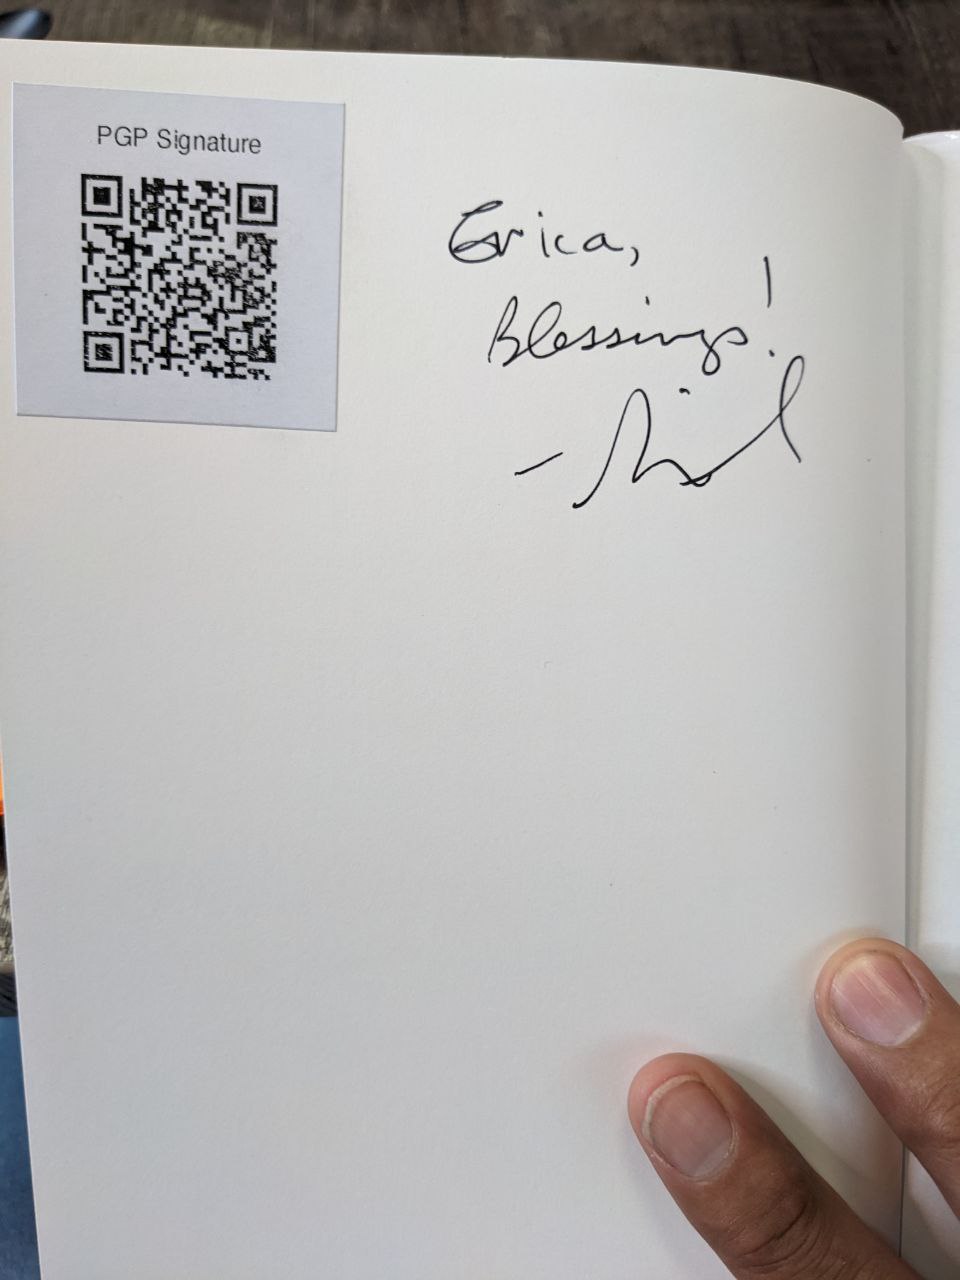 PGP Signature
Erica,
Blessings!